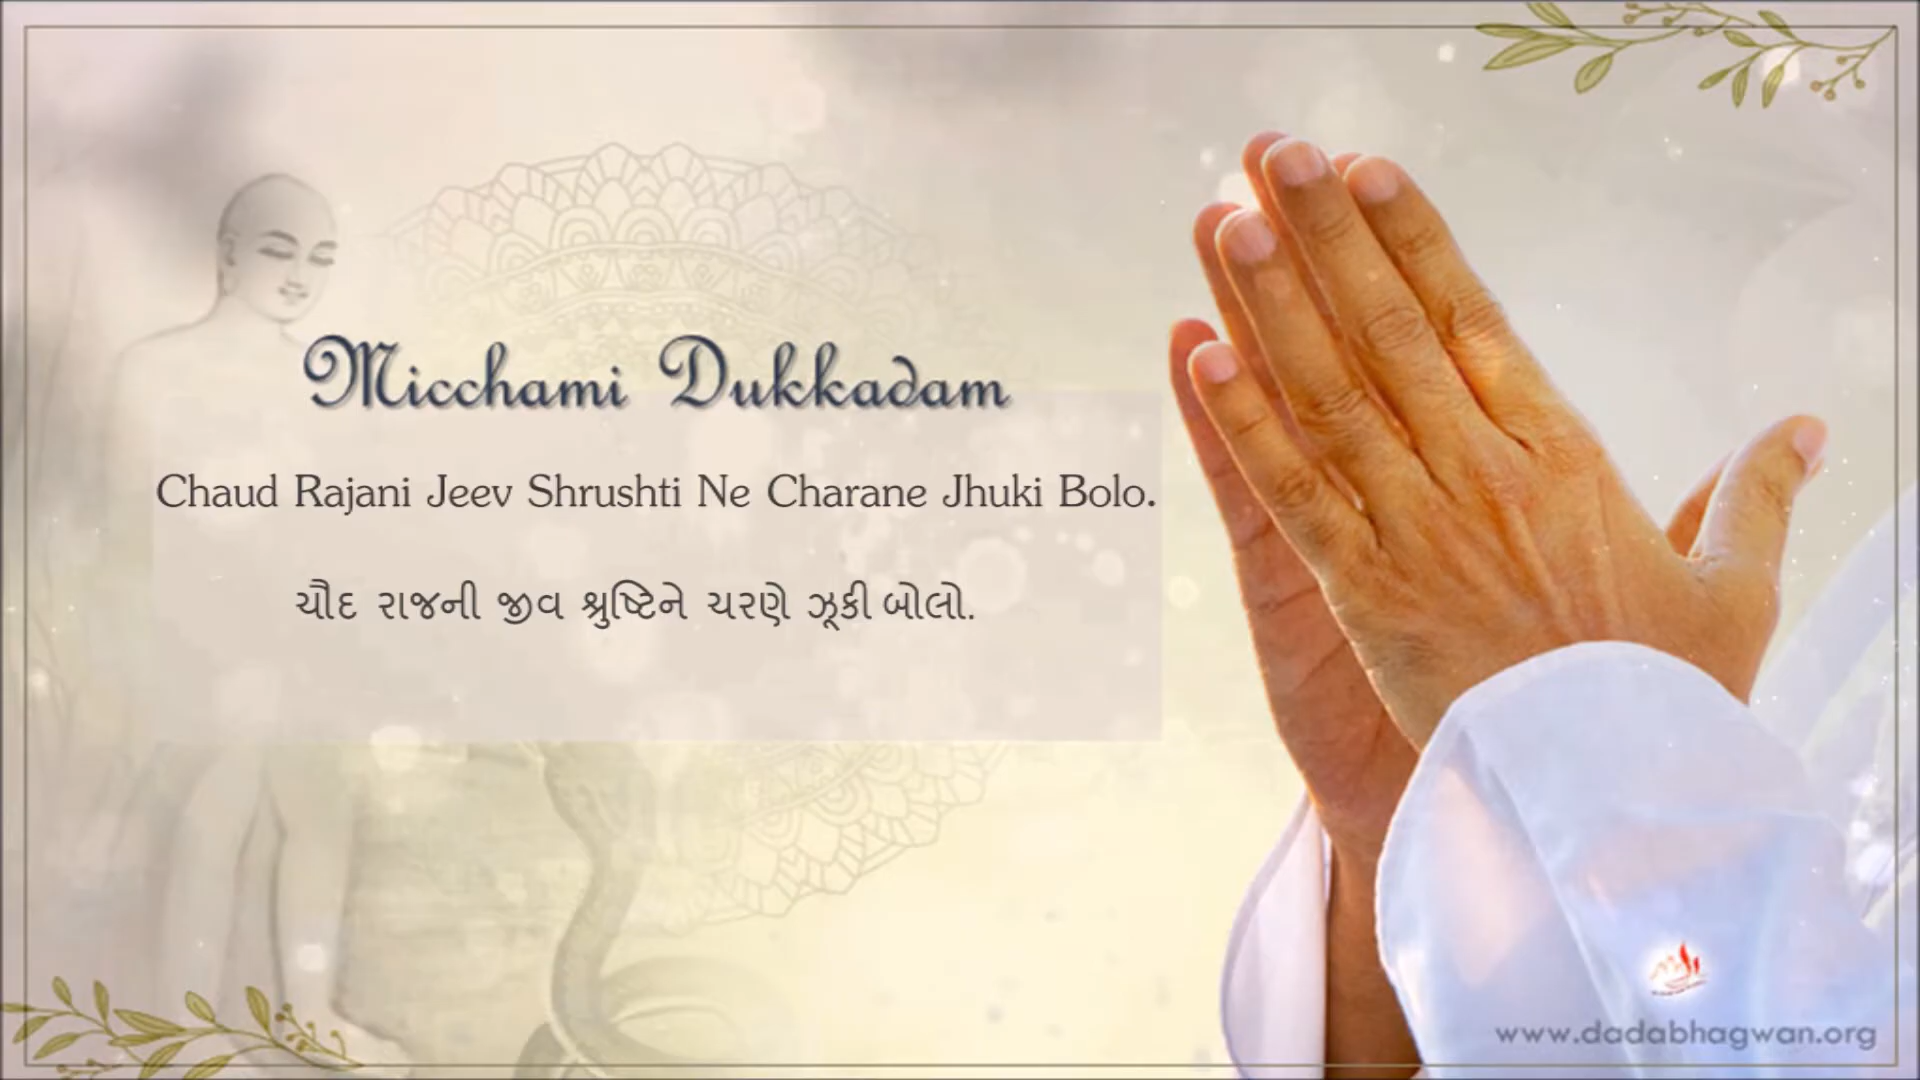 Micchami Dukkadam
Chaud Rajani Jeev Shrushti Ne Charane Jhuki Bolo.
ચૌદ રાજની જીવ શ્રુષ્ટિને ચરણે ઝૂકી બોલો.
www.dadabhagwan.org